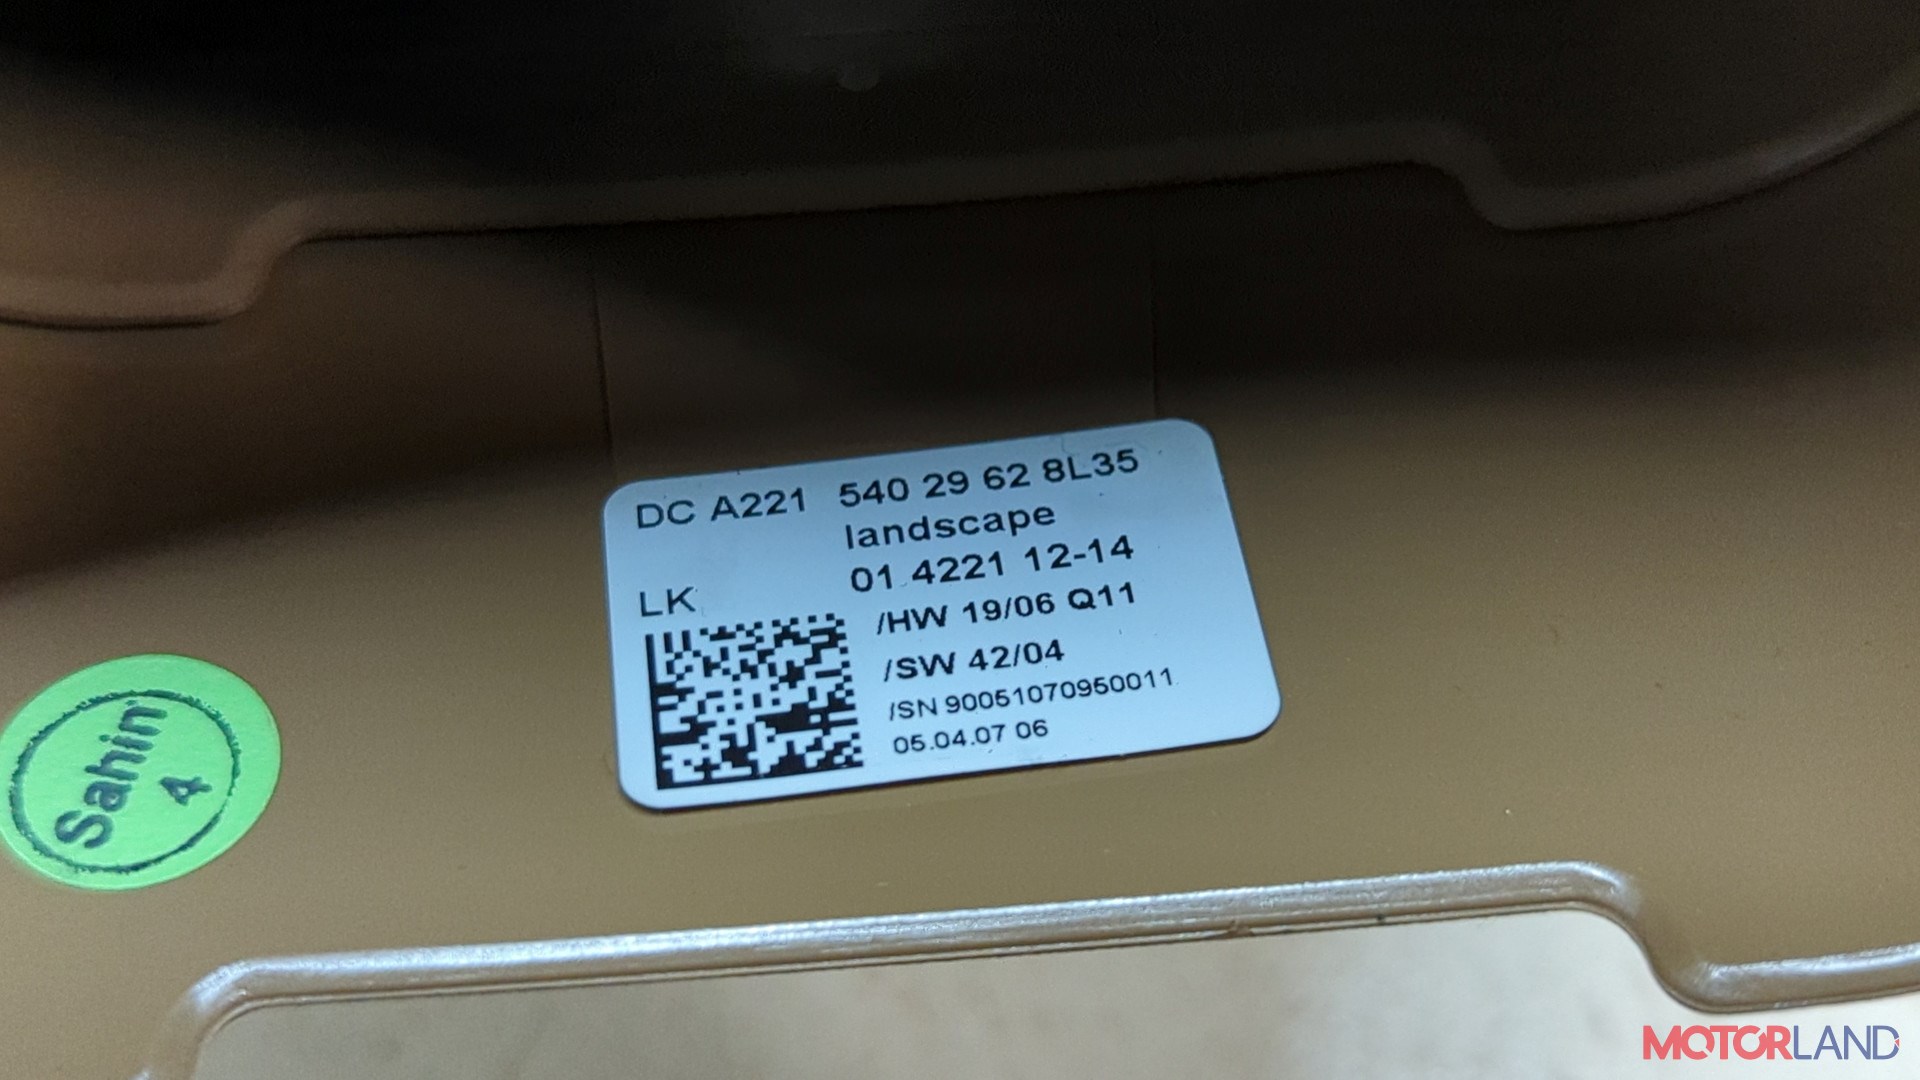 DC A221 540 29 62 8L35
landscape
01 4221 12-14
LK
/HW 19/06 Q11
/SW 42/04
/SN 90051070950011
05.04.07 06
Sahin
4
MOTORLAND